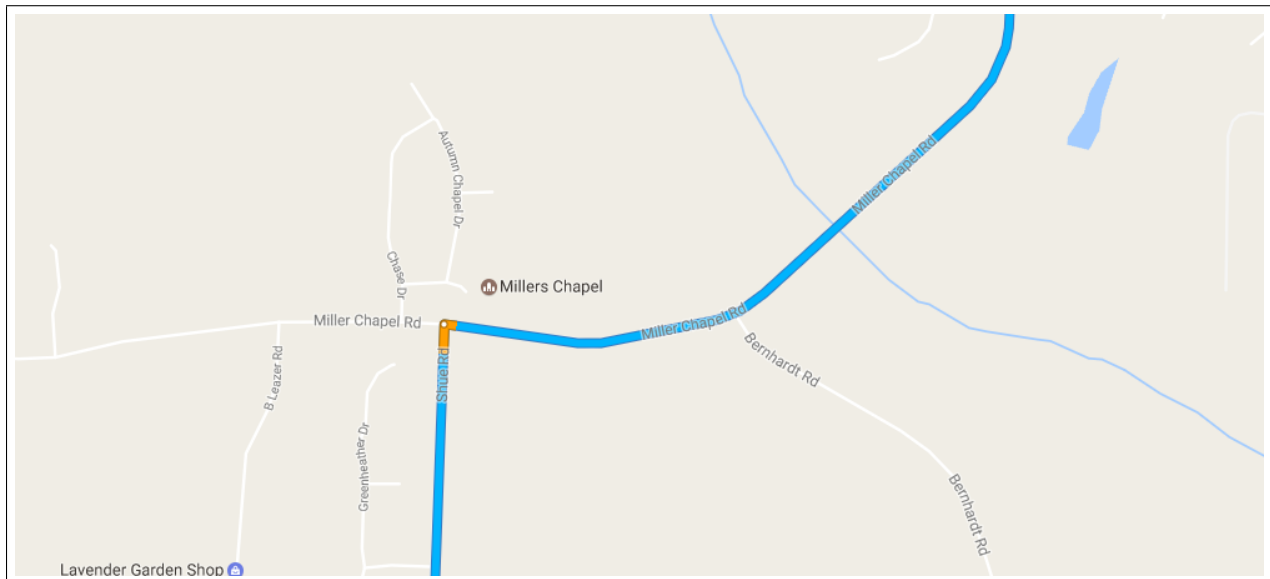 Miller Chapel Rd
Autumn Chapel Dr
Chase Dr
Millers Chapel
Miller Chapel Rd
Miller Chapel Rd
B Leazer Rd
Shue Rd
Bernhardt Rd
Greenheather Dr
Bernhardt Rd
Lavender Garden Shop